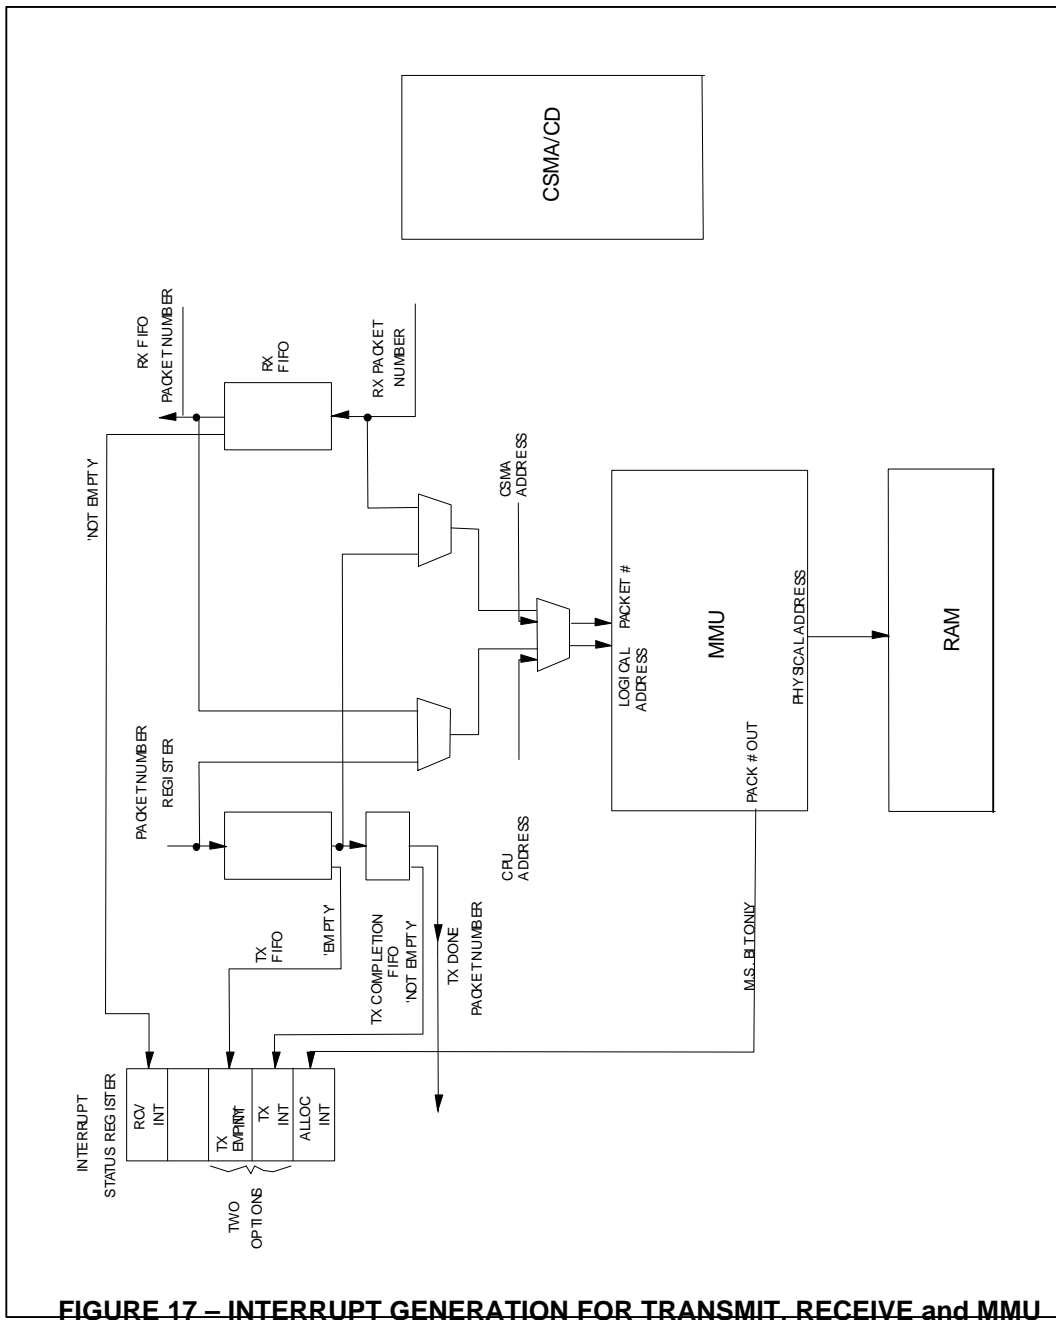 INTERRUPT
STATUS REGISTER
RCV
INT
TX
EMPTY
INT
TX
INT
ALLOC
INT
TWO
OPTIONS
'NOT EMPTY'
TX
FIFO
'EMPTY'
TX COMPLETION
FIFO
'NOT EMPTY'
TX DONE
PACKET NUMBER
M.S. BIT ONLY
PACKET NUMBER
REGISTER
CPU
ADDRESS
RX FIFO
PACKET NUMBER
RX
FIFO
RX PACKET
NUMBER
CSMA
ADDRESS
LOGICAL
ADDRESS
PACKET #
MMU
PACK # OUT
PHYSICAL ADDRESS
RAM
CSMA/CD
FIGURE 17 – INTERRUPT GENERATION FOR TRANSMIT, RECEIVE and MMU